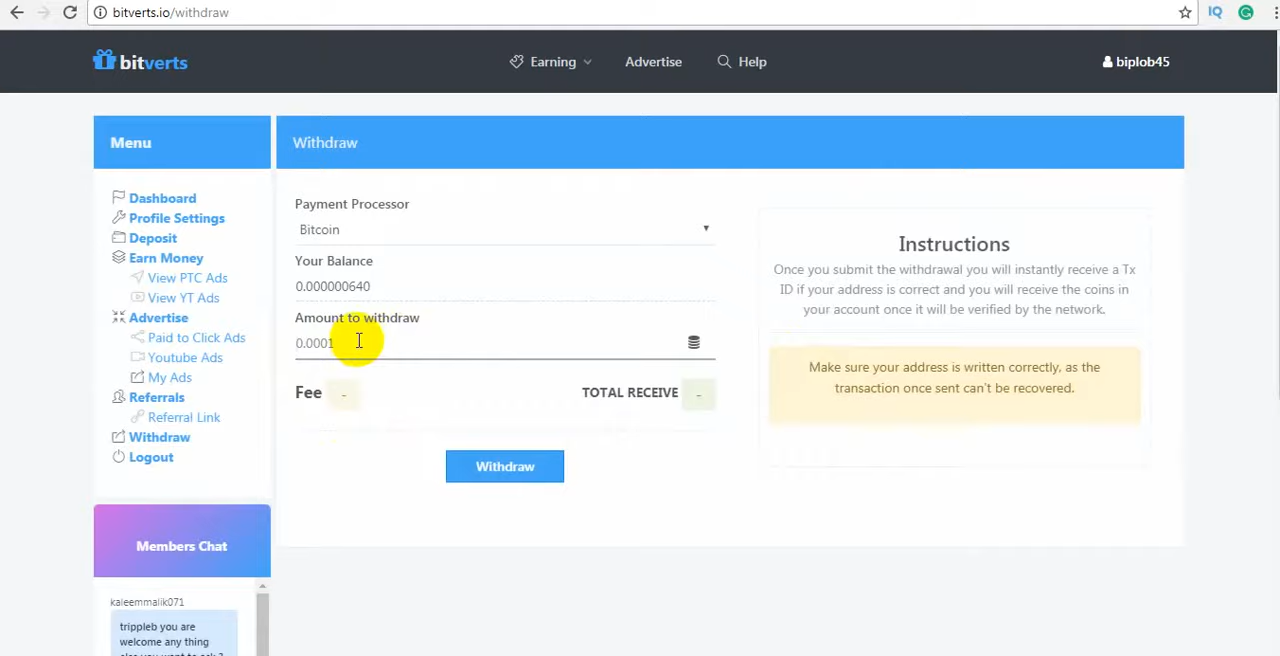 bitverts.io/withdraw
IQ
bitverts
Earning
Advertise
Help
biplob45
Menu
Dashboard
Profile Settings
Deposit
Earn Money
View PTC Ads
View YT Ads
Advertise
Paid to Click Ads
Youtube Ads
My Ads
Referrals
Referral Link
Withdraw
Logout
Members Chat
kaleemmalik071
trippleb you are
welcome any thing
Withdraw
Payment Processor
Bitcoin
Your Balance
0.000000640
Amount to withdraw
0.0001
Fee -
TOTAL RECEIVE -
Withdraw
Instructions
Once you submit the withdrawal you will instantly receive a Tx
ID if your address is correct and you will receive the coins in
your account once it will be verified by the network.
Make sure your address is written correctly, as the
transaction once sent can't be recovered.